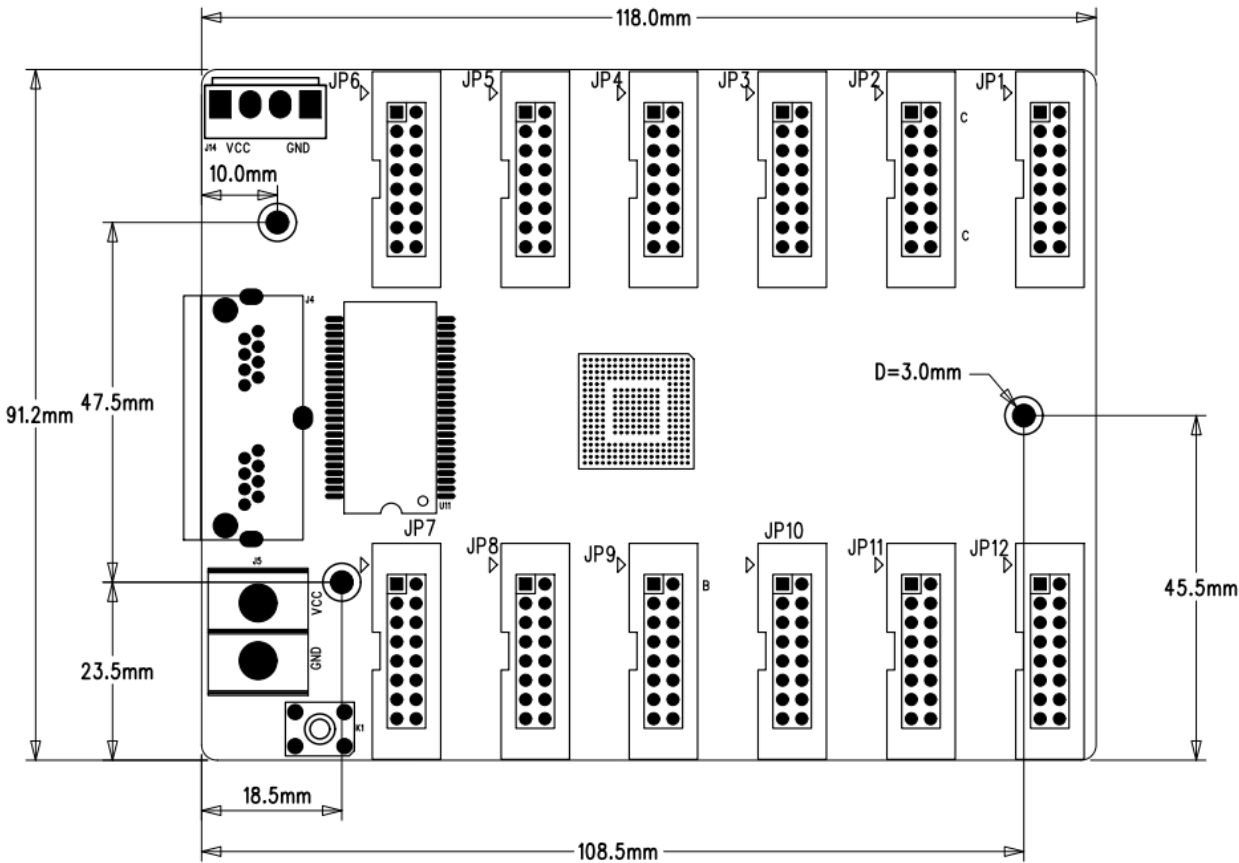 118.0mm
JP6
JP5
JP4
JP3
JP2
JP1
C
J14 VCC GND
10.0mm
C
J4
D=3.0mm
47.5mm
91.2mm
U11
JP7
JP8
JP9
JP10
JP11
JP12
J5
VCC
B
45.5mm
GND
23.5mm
K1
18.5mm
108.5mm